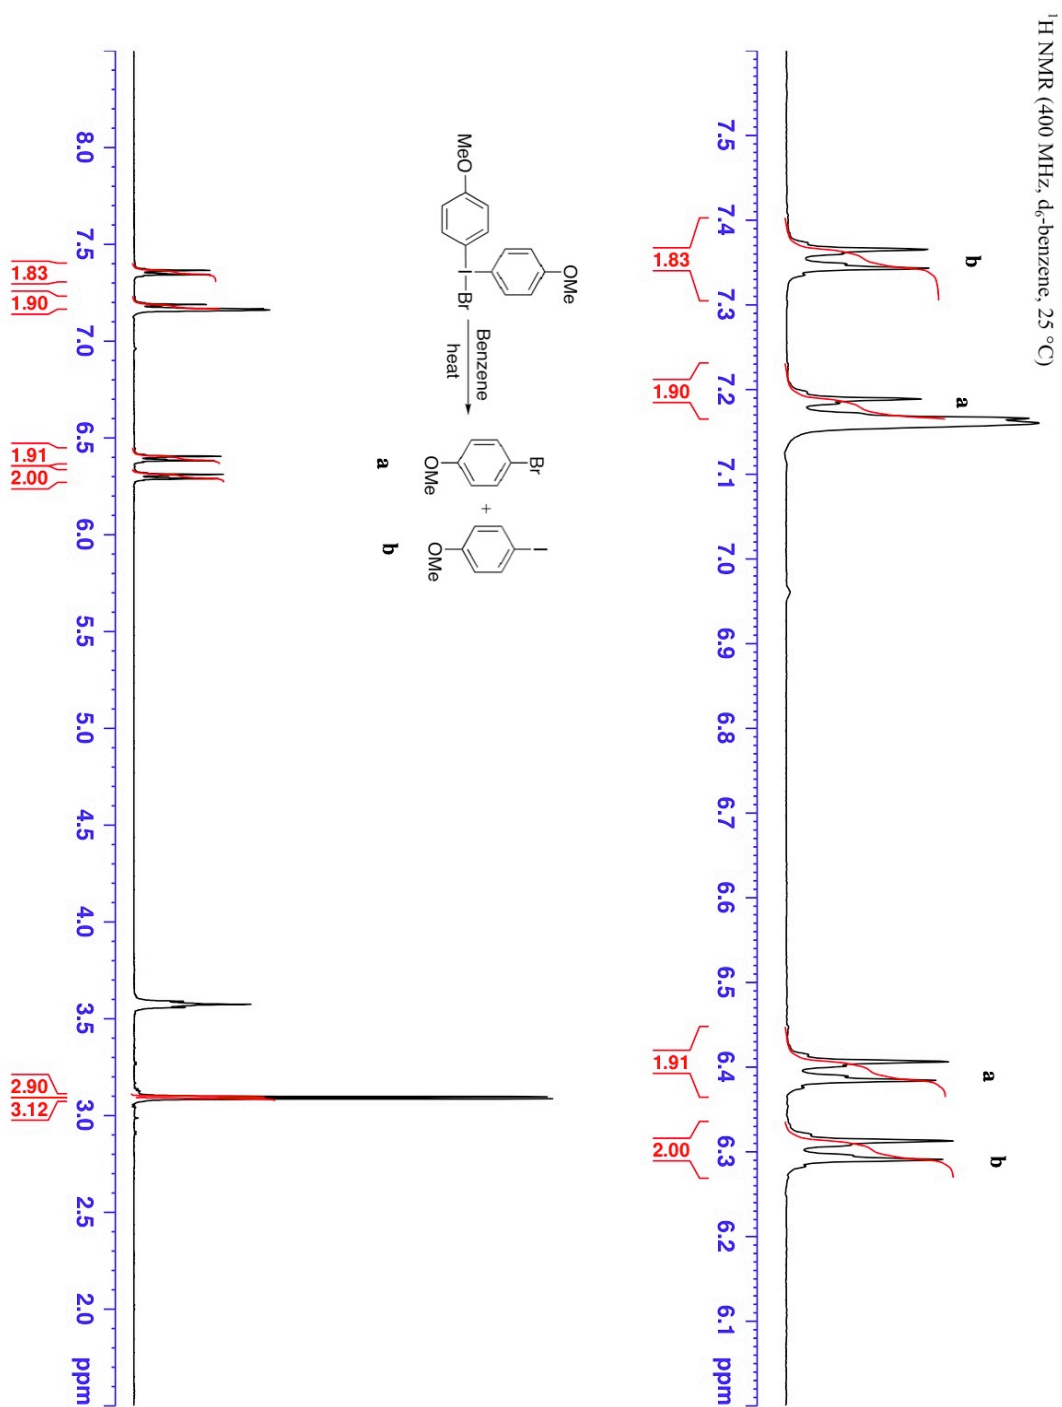 ¹H NMR (400 MHz, d₆-benzene, 25 °C)
b
a
a
b
7.5
7.4
7.3
7.2
7.1
7.0
6.9
6.8
6.7
6.6
6.5
6.4
6.3
6.2
6.1
ppm
1.83
1.90
1.91
2.00
OMe
MeO
I
Br
Benzene
heat
Br
OMe
a
+
I
OMe
b
8.0
7.5
7.0
6.5
6.0
5.5
5.0
4.5
4.0
3.5
3.0
2.5
2.0
ppm
1.83
1.90
1.91
2.00
2.90
3.12